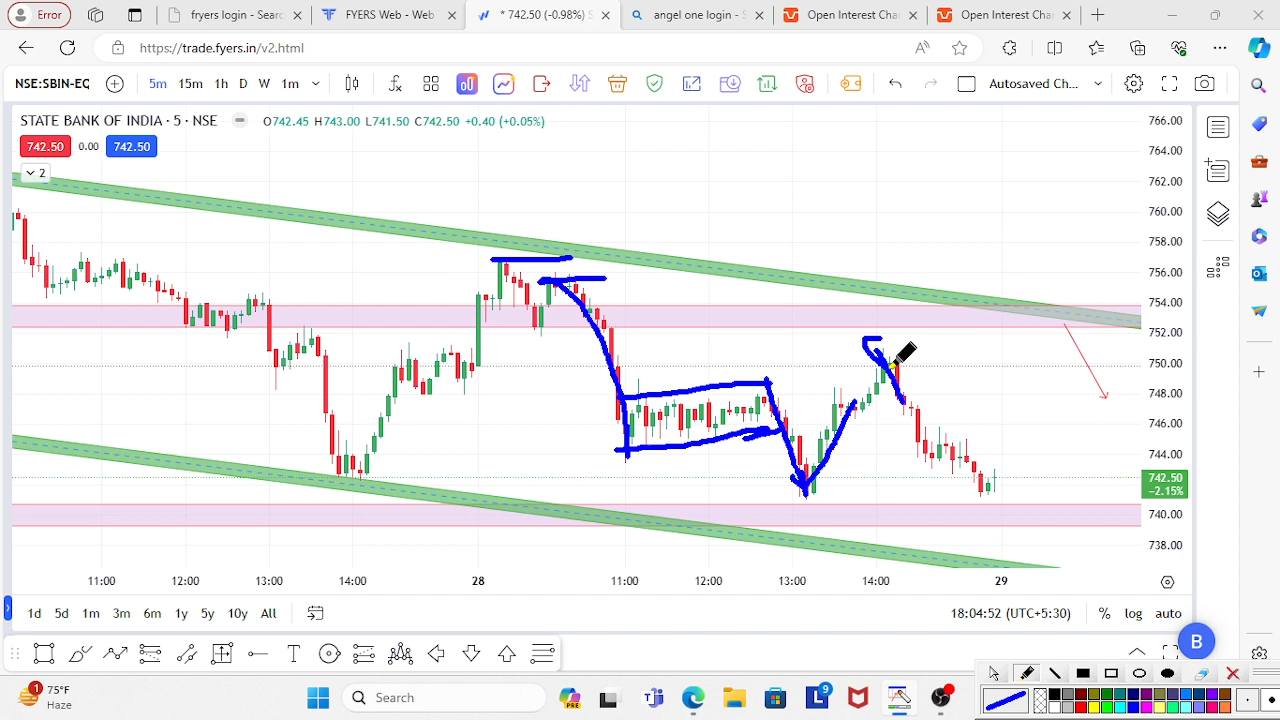 Error
fryers login - Searc
FYERS Web - Web
* 742.50 (-0.98%) S
angel one login - S
Open Interest Cha
Open Interest Cha
https://trade.fyers.in/v2.html
NSE:SBIN-EQ
5m
15m
1h
D
W
1m
Autosaved Ch...
STATE BANK OF INDIA · 5 · NSE
O742.45 H743.00 L741.50 C742.50 +0.40 (+0.05%)
742.50
0.00
742.50
2
766.00
764.00
762.00
760.00
758.00
756.00
754.00
752.00
750.00
748.00
746.00
744.00
742.50
−2.15%
740.00
738.00
11:00
12:00
13:00
14:00
28
11:00
12:00
13:00
14:00
29
1d
5d
1m
3m
6m
1y
5y
10y
All
18:04:52 (UTC+5:30)
%
log
auto
B
1
75°F
Haze
Search
PRE
9